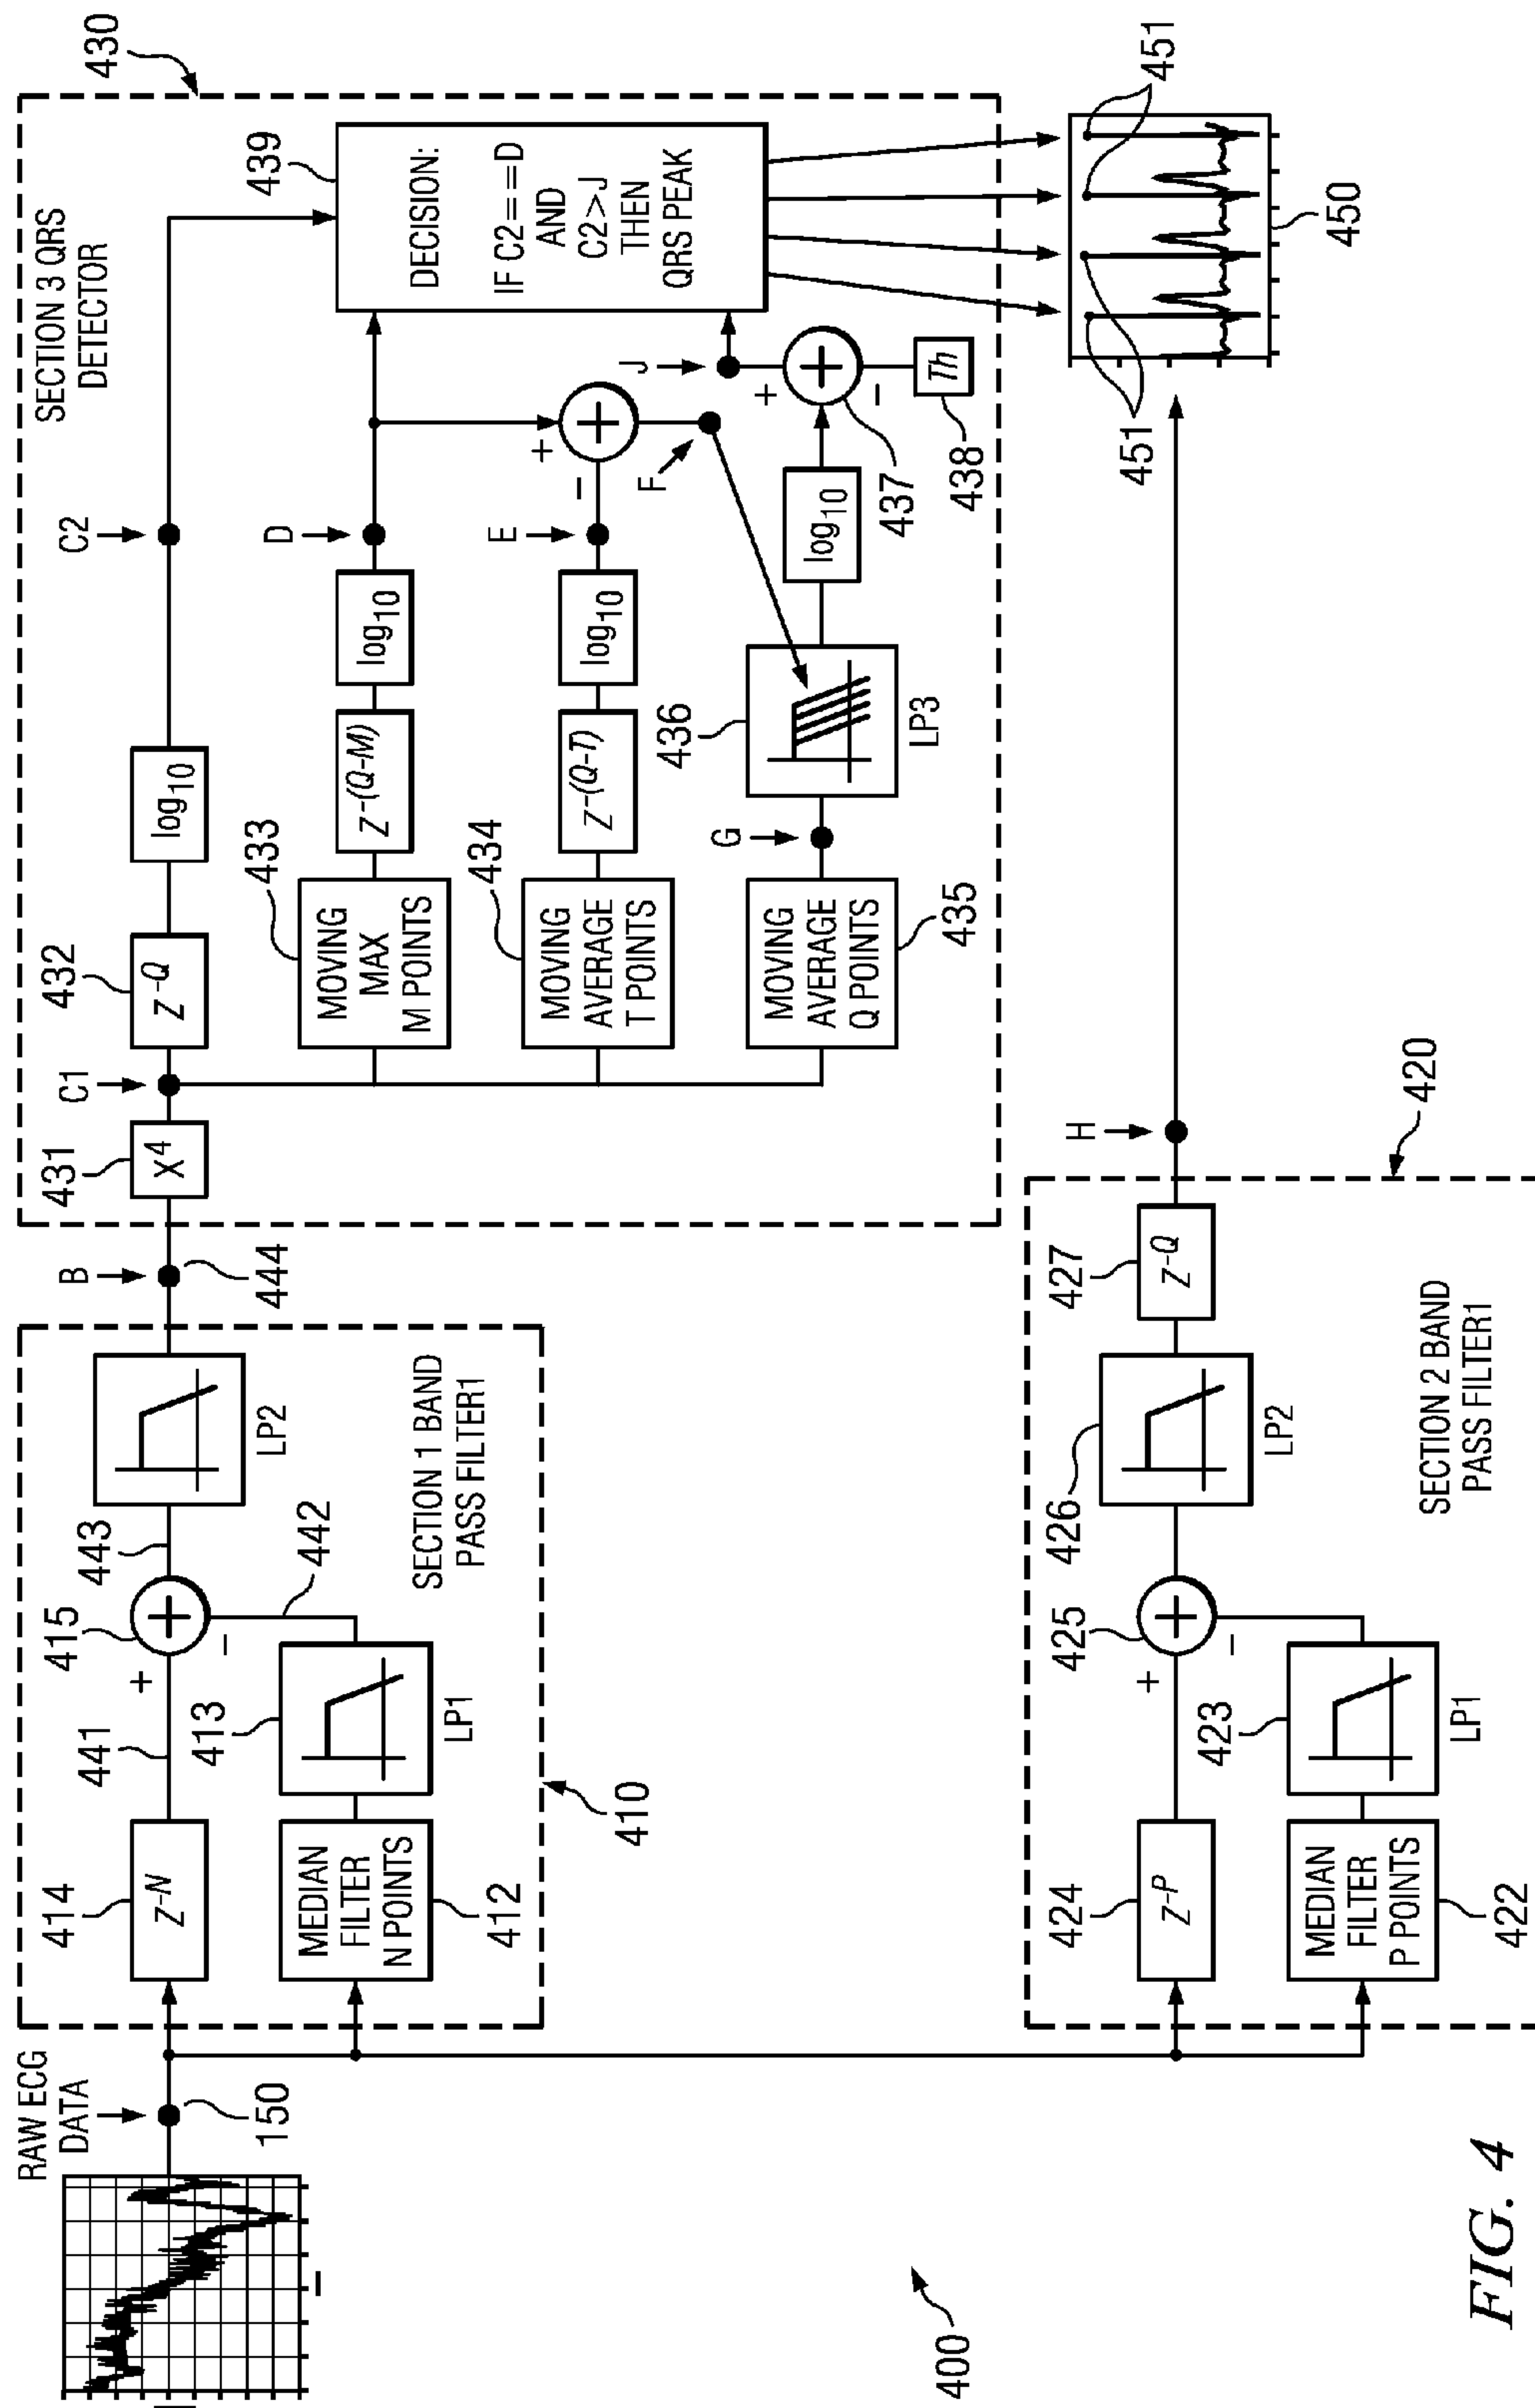 RAW ECG
DATA
150
414
Z-N
441
+
415
−
443
442
LP2
MEDIAN
FILTER
N POINTS
412
413
LP1
SECTION 1 BAND
PASS FILTER1
410
B
444
SECTION 3 QRS
DETECTOR
430
431
X4
C1
432
Z-Q
log10
C2
433
MOVING
MAX
M POINTS
Z-(Q-M)
log10
D
434
MOVING
AVERAGE
T POINTS
Z-(Q-T)
log10
E
−
+
F
435
MOVING
AVERAGE
Q POINTS
G
436
LP3
log10
437
+
−
J
Th
438
439
DECISION:
IF C2==D
AND
C2>J
THEN
QRS PEAK
451
451
450
424
Z-P
+
425
−
426
LP2
427
Z-Q
H
420
MEDIAN
FILTER
P POINTS
422
423
LP1
SECTION 2 BAND
PASS FILTER1
400
FIG. 4